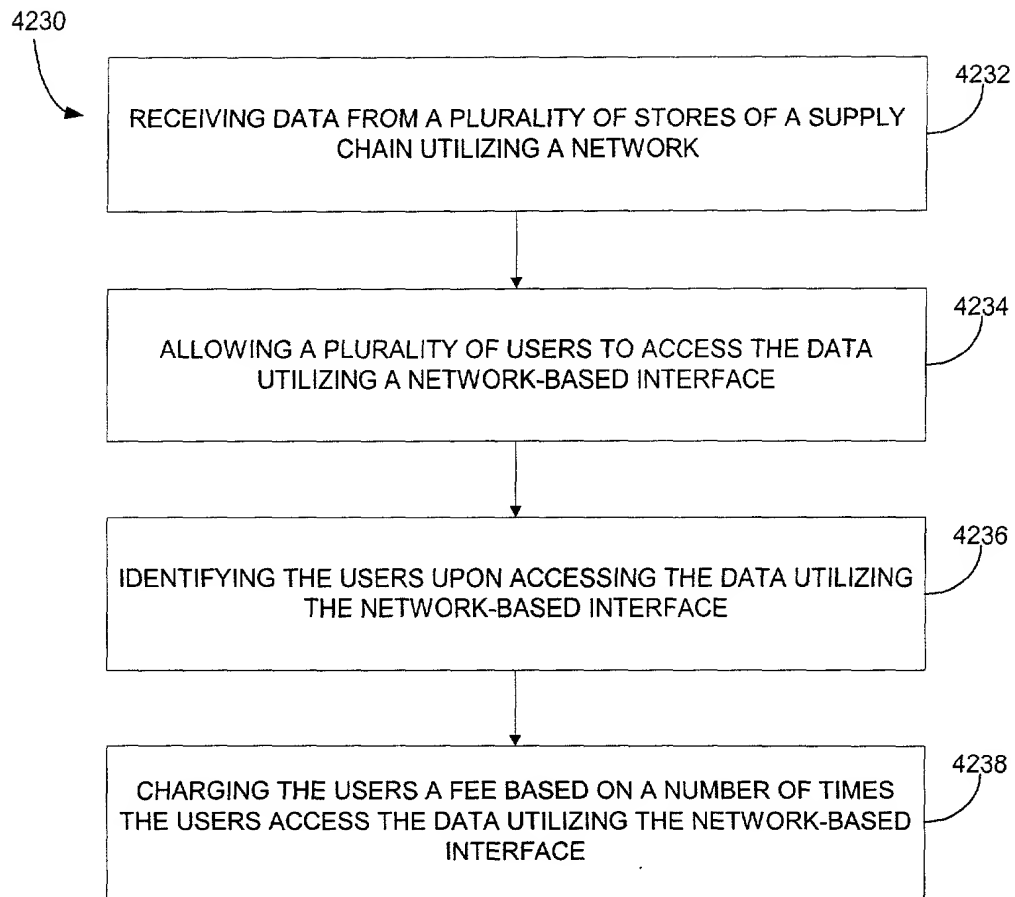 4230
4232
RECEIVING DATA FROM A PLURALITY OF STORES OF A SUPPLY
CHAIN UTILIZING A NETWORK
4234
ALLOWING A PLURALITY OF USERS TO ACCESS THE DATA
UTILIZING A NETWORK-BASED INTERFACE
4236
IDENTIFYING THE USERS UPON ACCESSING THE DATA UTILIZING
THE NETWORK-BASED INTERFACE
4238
CHARGING THE USERS A FEE BASED ON A NUMBER OF TIMES
THE USERS ACCESS THE DATA UTILIZING THE NETWORK-BASED
INTERFACE